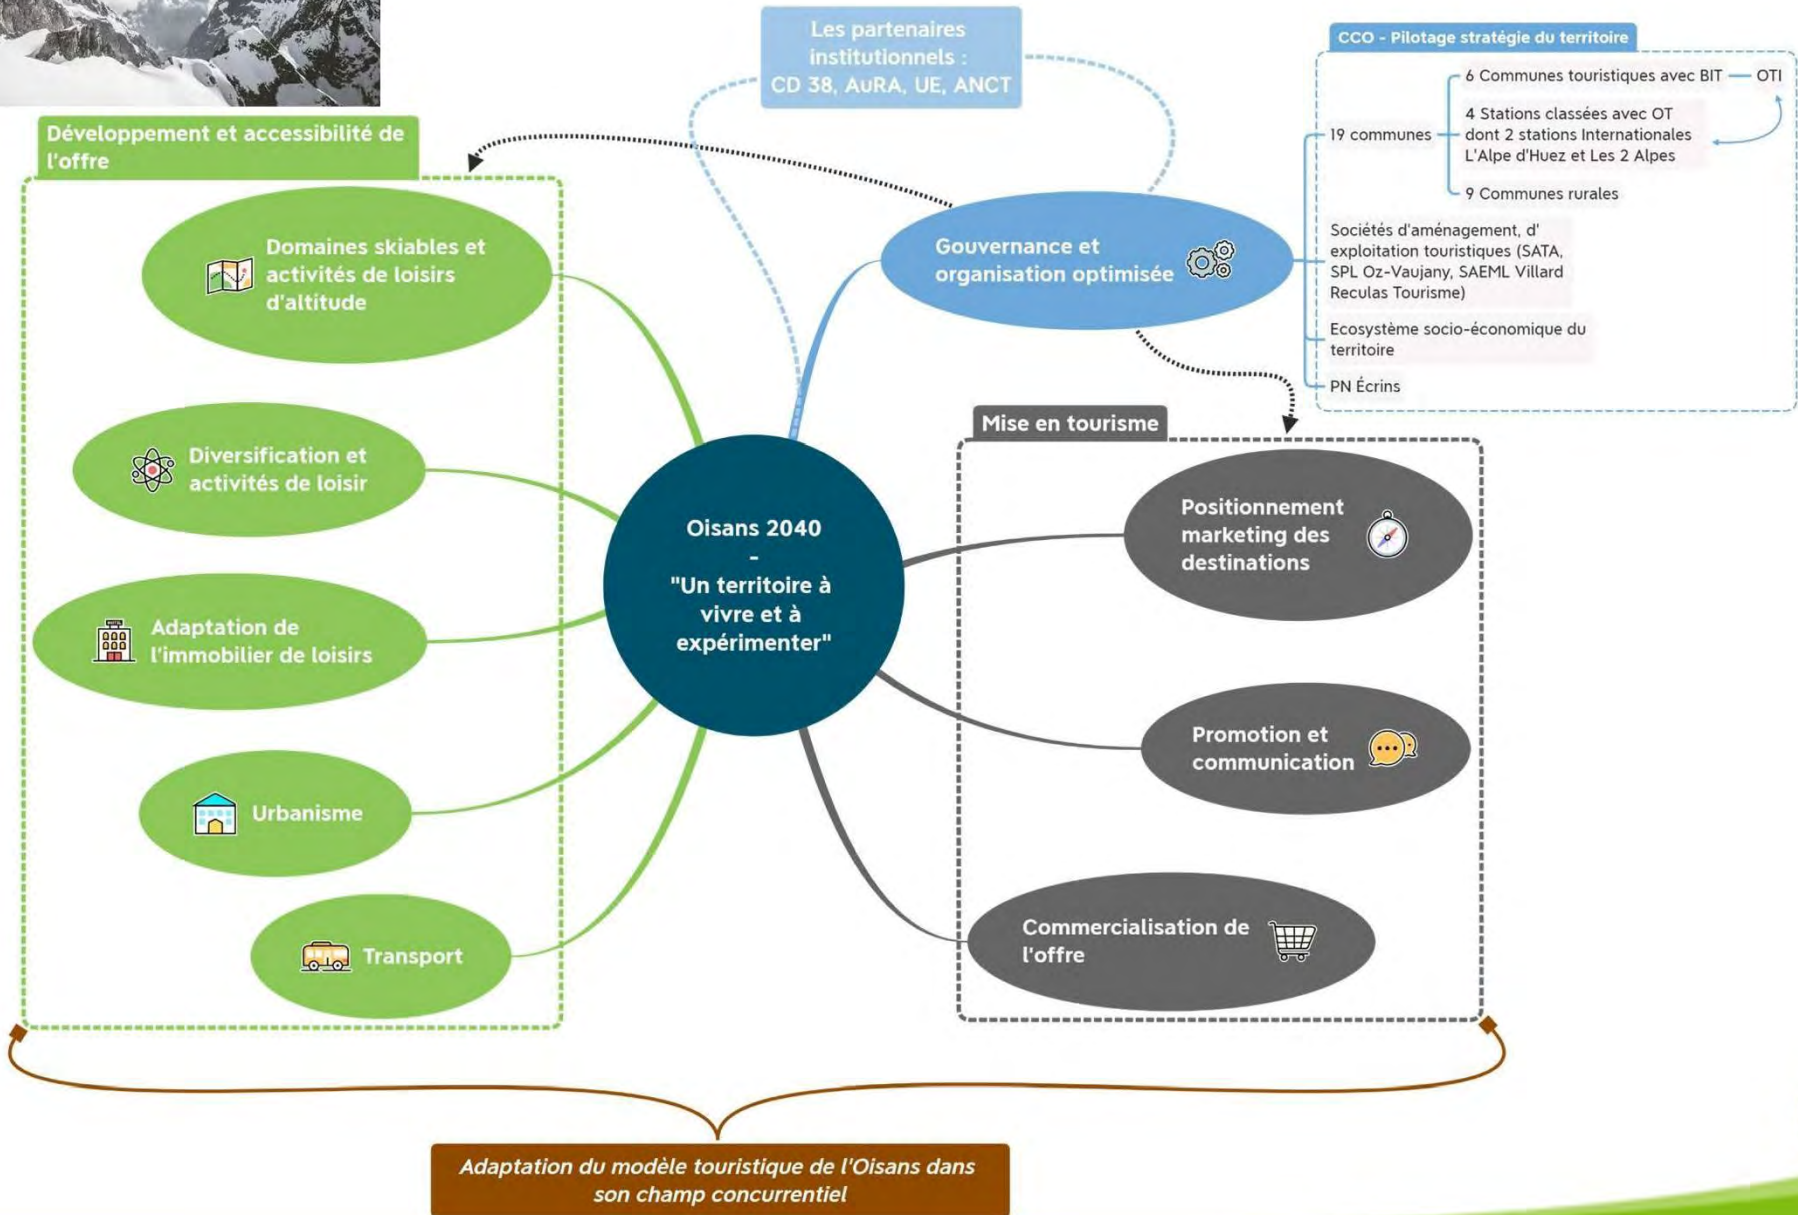 Les partenaires
institutionnels :
CD 38, AuRA, UE, ANCT
CCO - Pilotage stratégie du territoire
19 communes
6 Communes touristiques avec BIT
OTI
4 Stations classées avec OT
dont 2 stations Internationales
L'Alpe d'Huez et Les 2 Alpes
9 Communes rurales
Sociétés d'aménagement, d'
exploitation touristiques (SATA,
SPL Oz-Vaujany, SAEML Villard
Reculas Tourisme)
Ecosystème socio-économique du
territoire
PN Écrins
Gouvernance et
organisation optimisée
Développement et accessibilité de
l'offre
Domaines skiables et
activités de loisirs
d'altitude
Diversification et
activités de loisir
Adaptation de
l'immobilier de loisirs
Urbanisme
Transport
Oisans 2040
-
"Un territoire à
vivre et à
expérimenter"
Mise en tourisme
Positionnement
marketing des
destinations
Promotion et
communication
Commercialisation de
l'offre
Adaptation du modèle touristique de l'Oisans dans
son champ concurrentiel